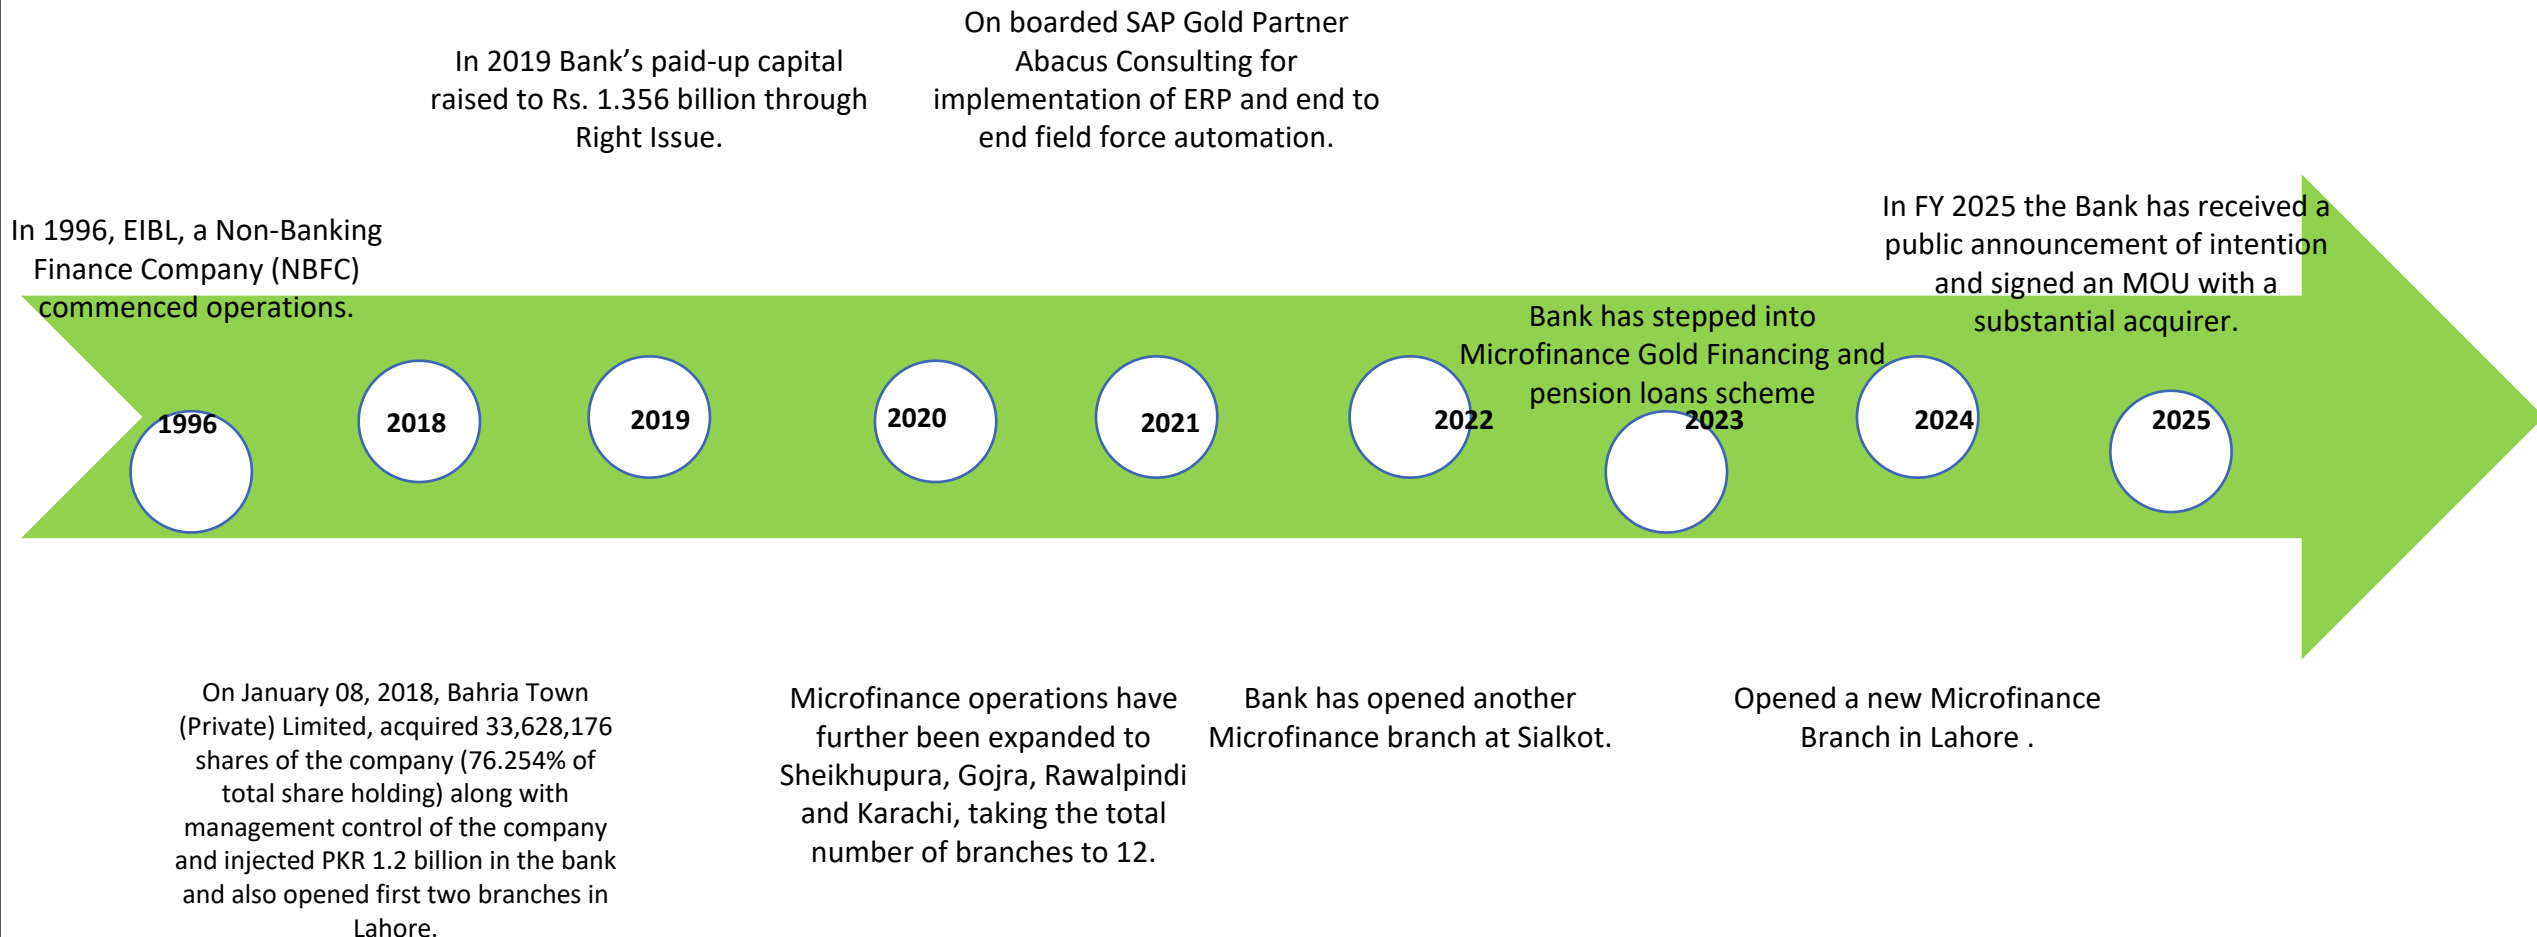 On boarded SAP Gold Partner
Abacus Consulting for
implementation of ERP and end to
end field force automation.
In 2019 Bank’s paid-up capital
raised to Rs. 1.356 billion through
Right Issue.
In 1996, EIBL, a Non-Banking
Finance Company (NBFC)
commenced operations.
In FY 2025 the Bank has received a
public announcement of intention
and signed an MOU with a
substantial acquirer.
Bank has stepped into
Microfinance Gold Financing and
pension loans scheme
1996
2018
2019
2020
2021
2022
2023
2024
2025
On January 08, 2018, Bahria Town
(Private) Limited, acquired 33,628,176
shares of the company (76.254% of
total share holding) along with
management control of the company
and injected PKR 1.2 billion in the bank
and also opened first two branches in
Lahore.
Microfinance operations have
further been expanded to
Sheikhupura, Gojra, Rawalpindi
and Karachi, taking the total
number of branches to 12.
Bank has opened another
Microfinance branch at Sialkot.
Opened a new Microfinance
Branch in Lahore .